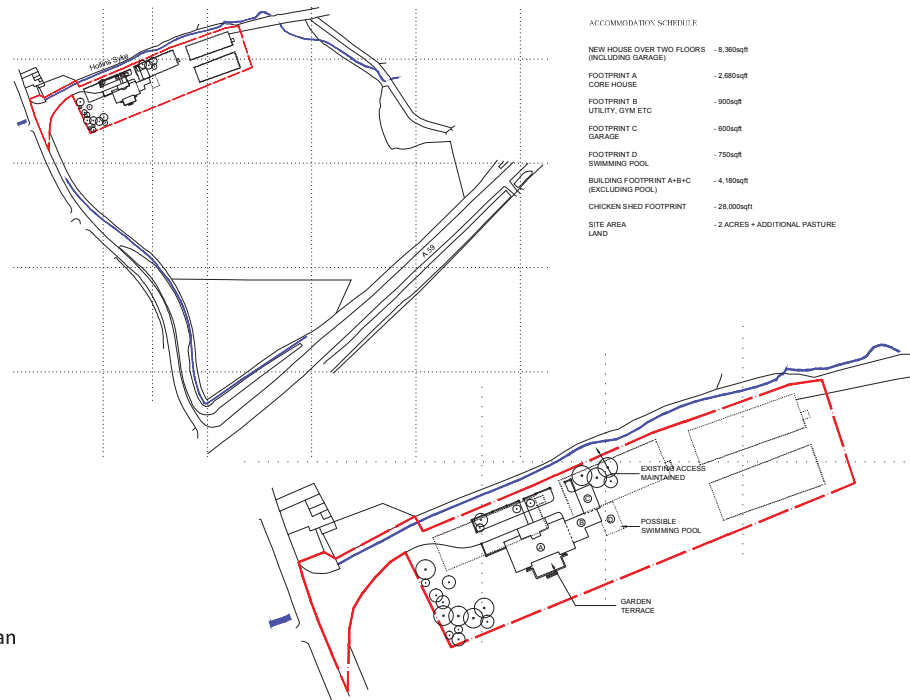 ACCOMMODATION SCHEDULE
NEW HOUSE OVER TWO FLOORS - 8,360sqft
(INCLUDING GARAGE)
FOOTPRINT A - 2,680sqft
CORE HOUSE
FOOTPRINT B - 900sqft
UTILITY, GYM ETC
FOOTPRINT C - 600sqft
GARAGE
FOOTPRINT D - 750sqft
SWIMMING POOL
BUILDING FOOTPRINT A+B+C - 4,180sqft
(EXCLUDING POOL)
CHICKEN SHED FOOTPRINT - 28,000sqft
SITE AREA - 2 ACRES + ADDITIONAL PASTURE
LAND
Hollins Syke
A 59
EXISTING ACCESS
MAINTAINED
C
B
D
POSSIBLE
SWIMMING POOL
A
GARDEN
TERRACE
an